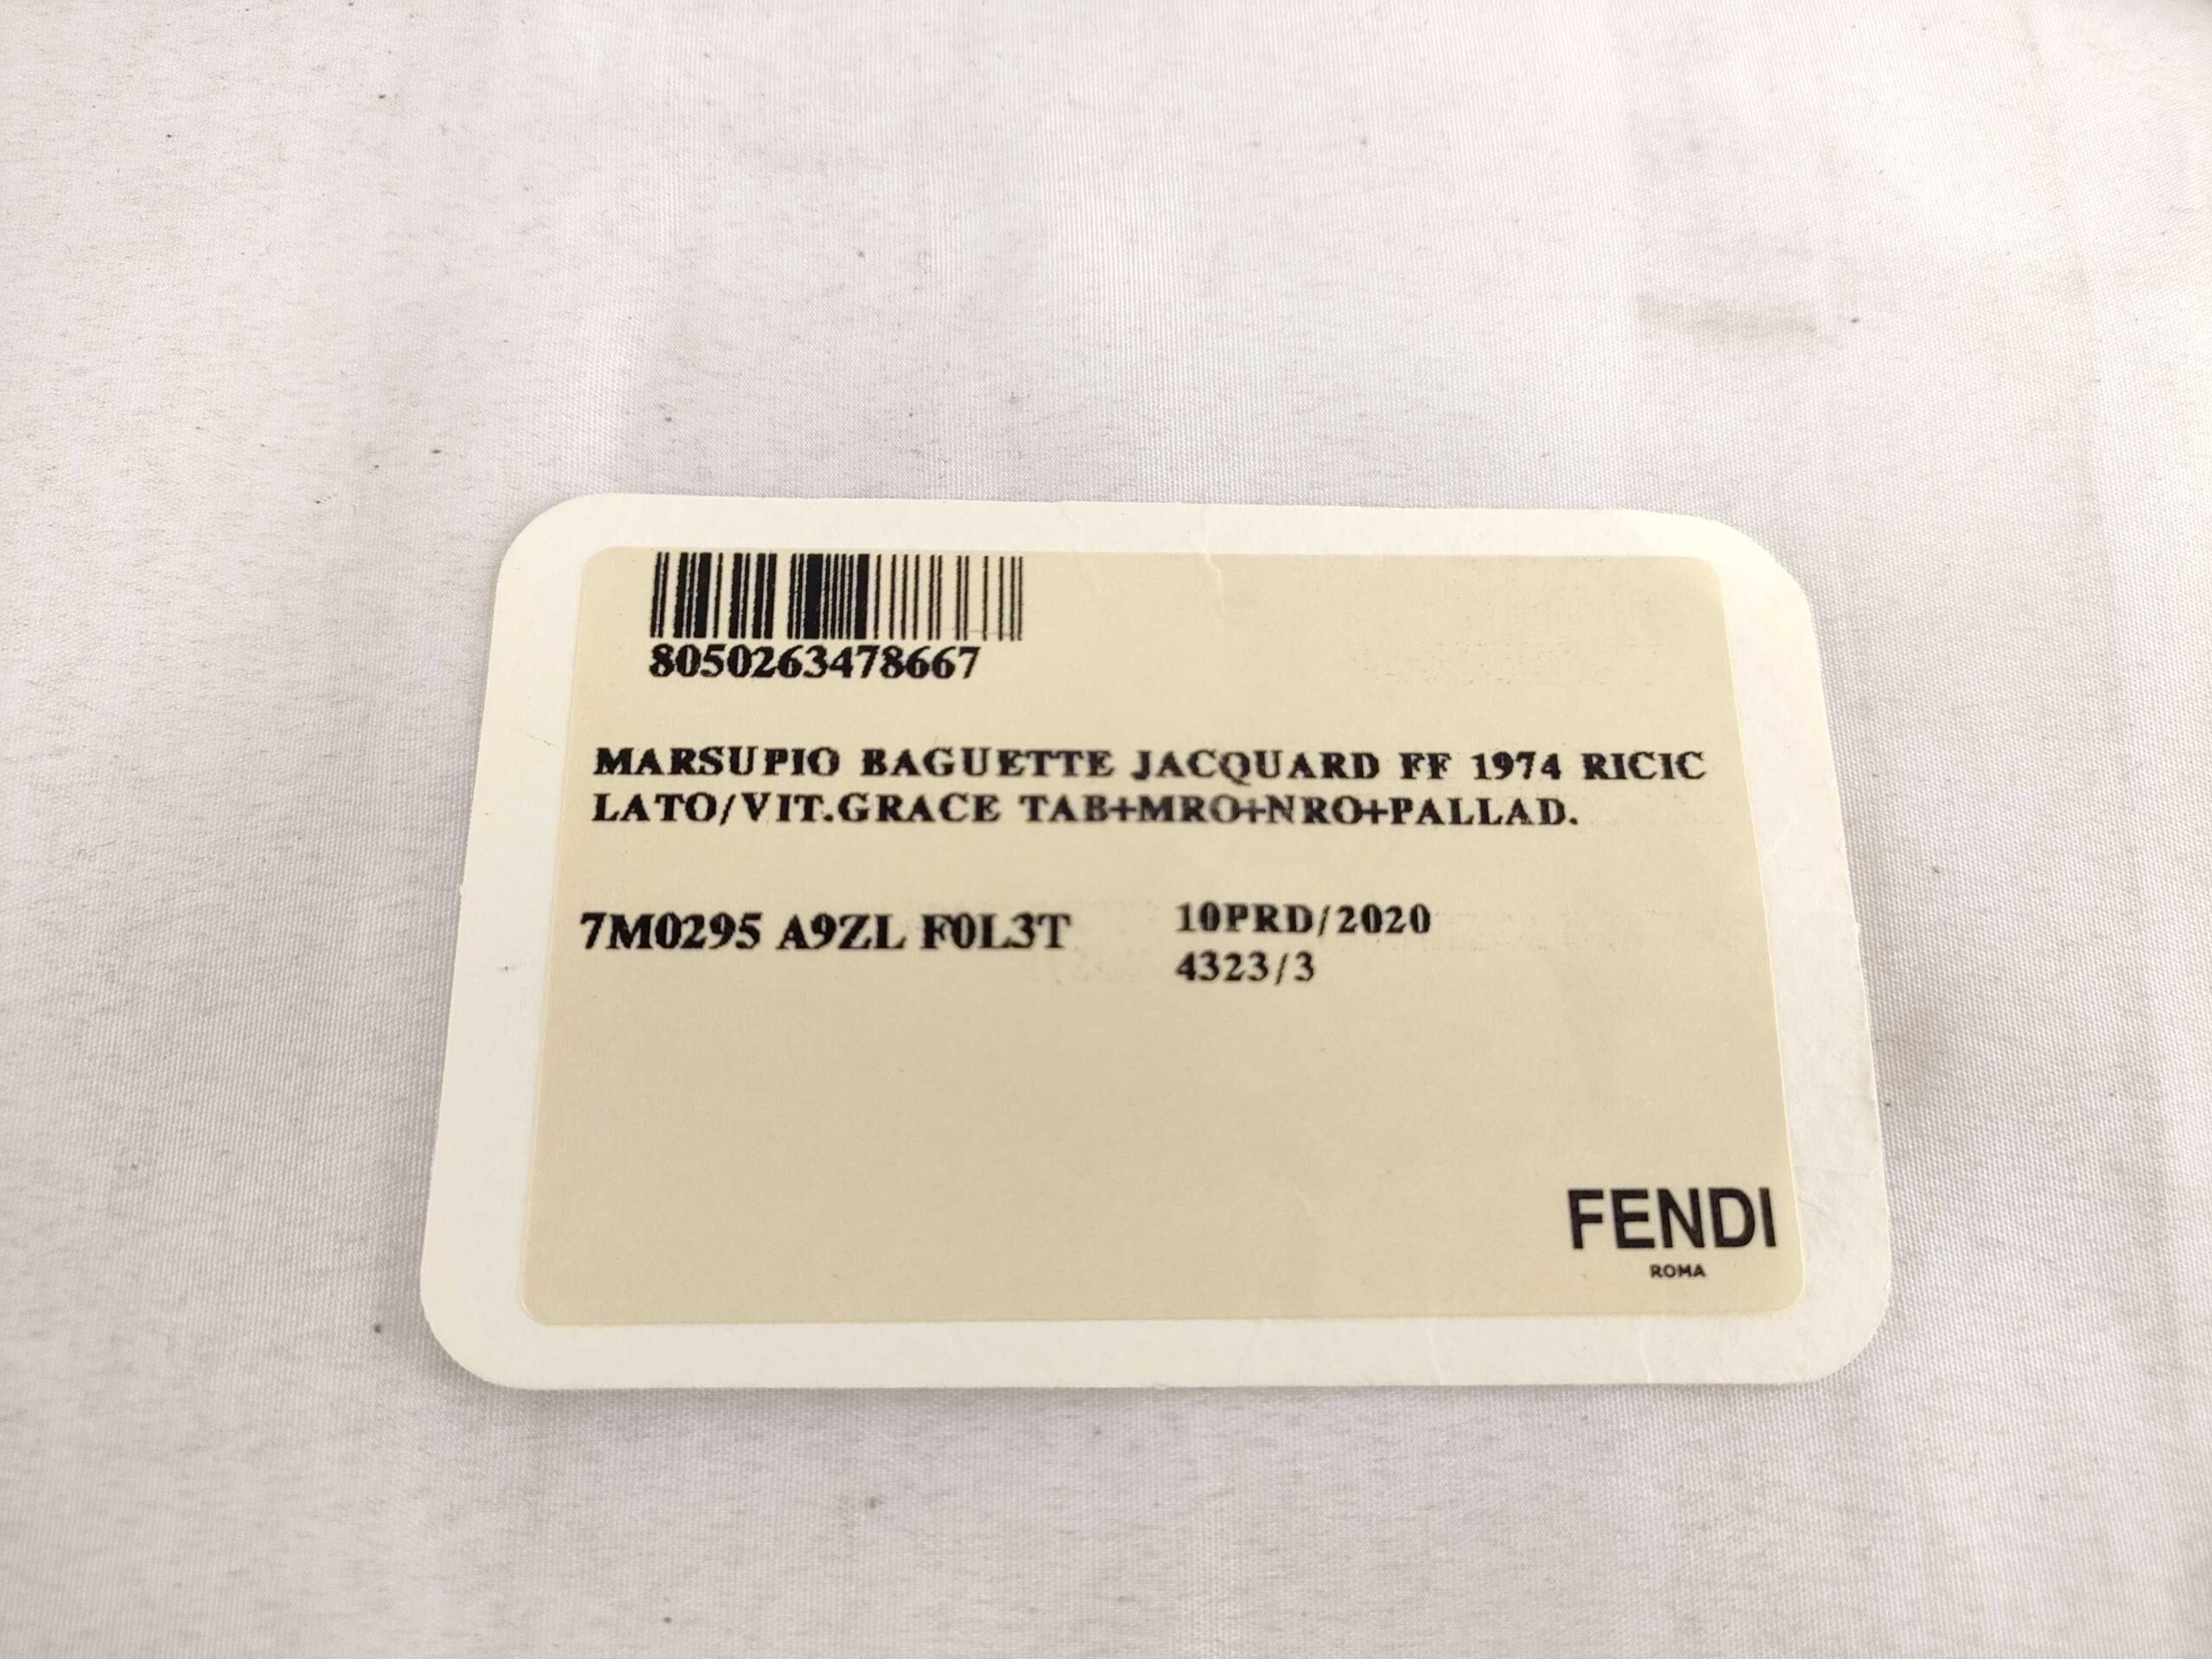 8050263478667
MARSUPIO BAGUETTE JACQUARD FF 1974 RICIC
LATO/VIT.GRACE TAB+MRO+NRO+PALLAD.
7M0295 A9ZL F0L3T
10PRD/2020
4323/3
FENDI
ROMA